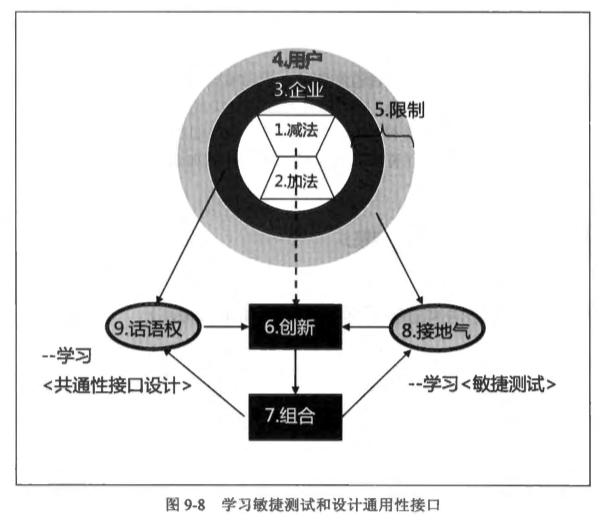 4.用户
3.企业
5.限制
1.减法
2.加法
9.话语权
6.创新
8.接地气
--学习
<共通性接口设计>
--学习<敏捷测试>
7.组合
图 9-8 学习敏捷测试和设计通用性接口